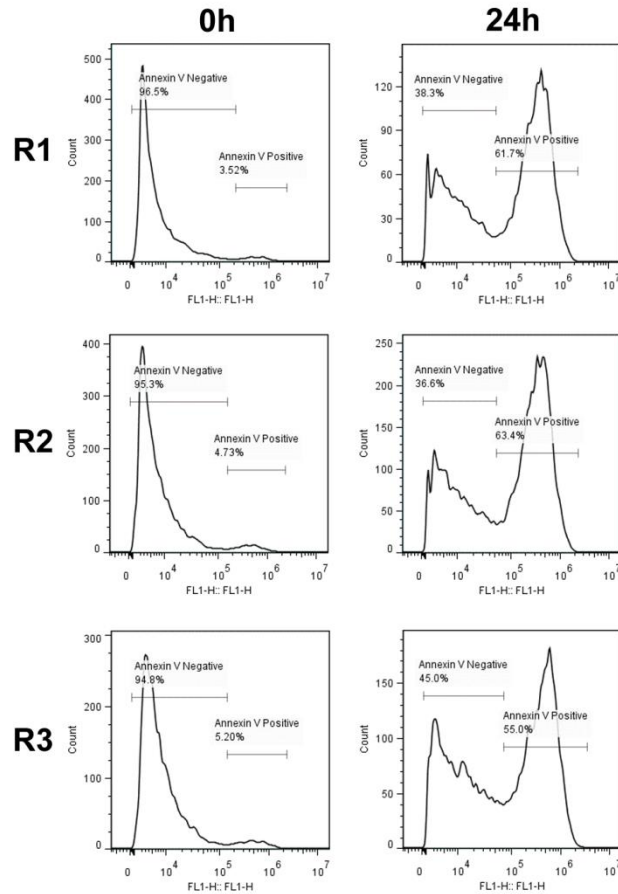 0h
24h
R1
500
400
300
200
100
0
Count
Annexin V Negative
96.5%
Annexin V Positive
3.52%
0
10^4
10^5
10^6
10^7
FL1-H:: FL1-H
120
90
60
30
0
Count
Annexin V Negative
38.3%
Annexin V Positive
61.7%
0
10^4
10^5
10^6
10^7
FL1-H:: FL1-H
R2
400
300
200
100
0
Count
Annexin V Negative
95.3%
Annexin V Positive
4.73%
0
10^4
10^5
10^6
10^7
FL1-H:: FL1-H
250
200
150
100
50
0
Count
Annexin V Negative
36.6%
Annexin V Positive
63.4%
0
10^4
10^5
10^6
10^7
FL1-H:: FL1-H
R3
300
200
100
0
Count
Annexin V Negative
94.8%
Annexin V Positive
5.20%
0
10^4
10^5
10^6
10^7
FL1-H:: FL1-H
150
100
50
0
Count
Annexin V Negative
45.0%
Annexin V Positive
55.0%
0
10^4
10^5
10^6
10^7
FL1-H:: FL1-H